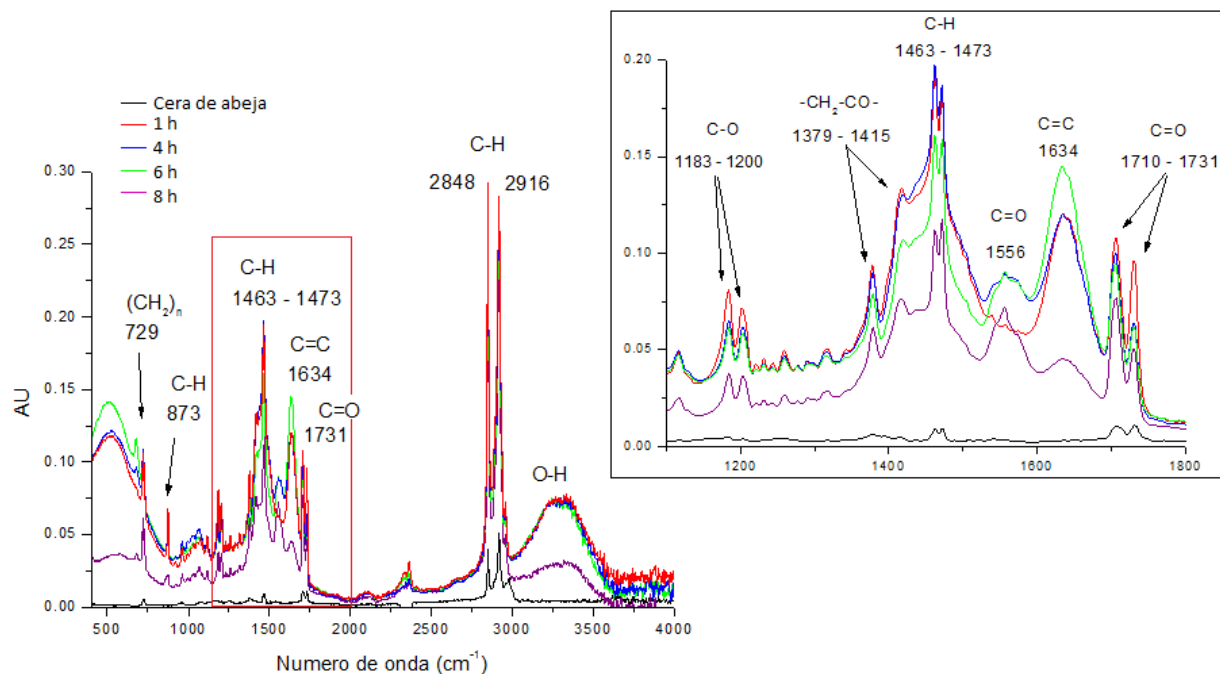 Cera de abeja
1 h
4 h
6 h
8 h
AU
0.30
0.25
0.20
0.15
0.10
0.05
0.00
500
1000
1500
2000
2500
3000
3500
4000
Numero de onda (cm⁻¹)
(CH₂)ₙ
729
C-H
873
C-H
1463 - 1473
C=C
1634
C=O
1731
C-H
2848
2916
O-H
0.20
0.15
0.10
0.05
0.00
1200
1400
1600
1800
C-O
1183 - 1200
-CH₂-CO-
1379 - 1415
C-H
1463 - 1473
C=O
1556
C=C
1634
C=O
1710 - 1731